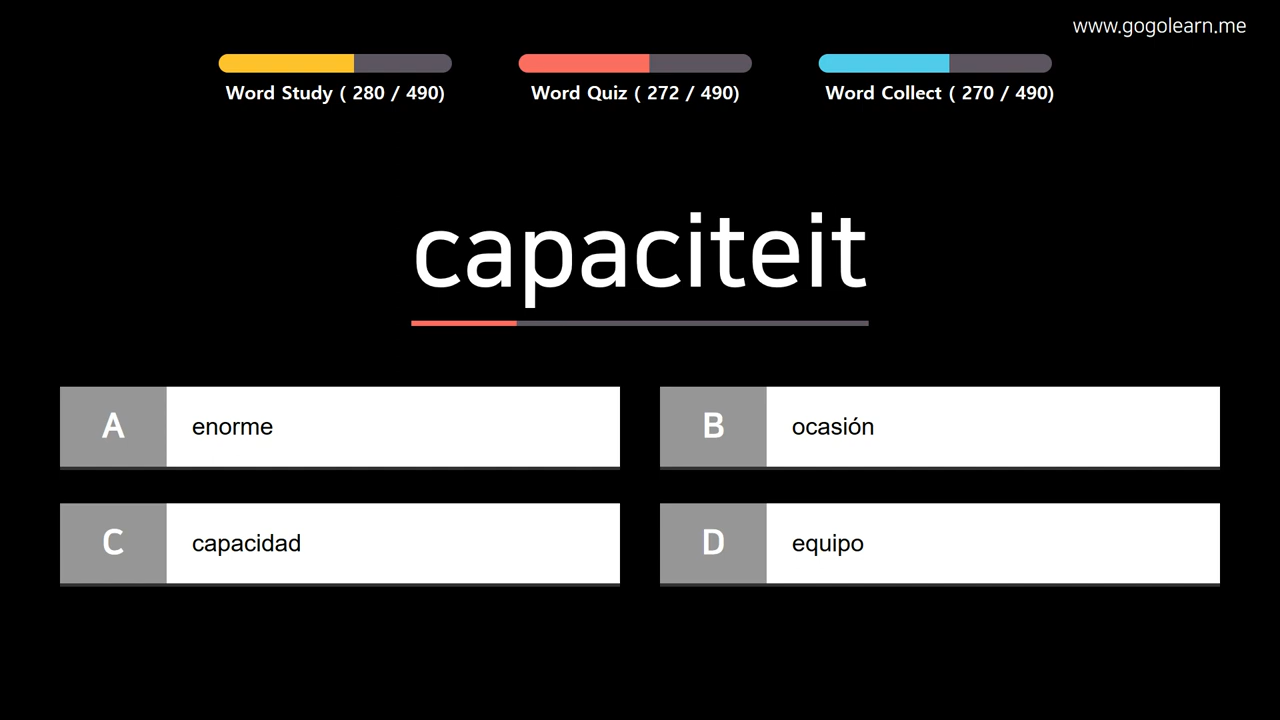 www.gogolearn.me
Word Study ( 280 / 490)
Word Quiz ( 272 / 490)
Word Collect ( 270 / 490)
capaciteit
A enorme
B ocasión
C capacidad
D equipo